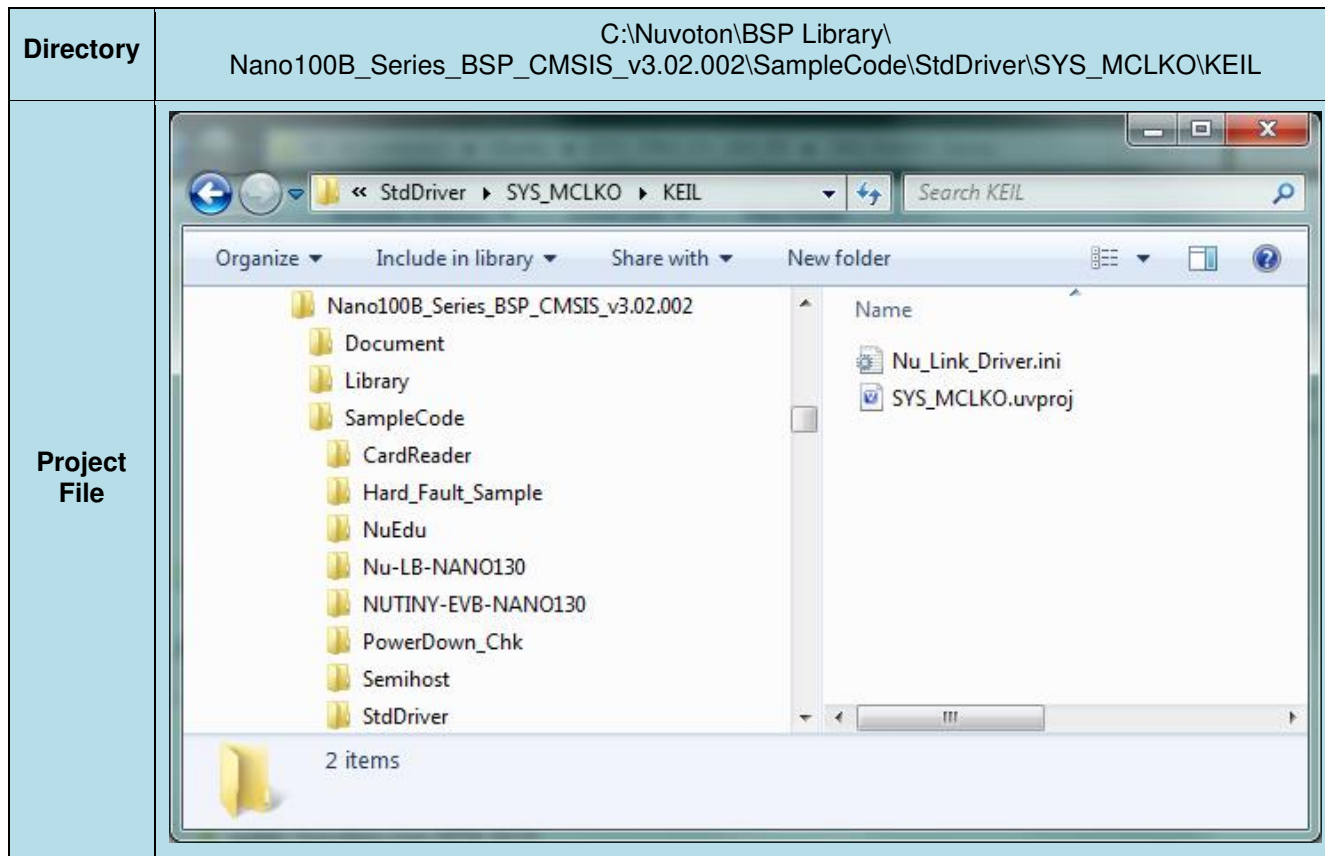 Directory
C:\Nuvoton\BSP Library\
Nano100B_Series_BSP_CMSIS_v3.02.002\SampleCode\StdDriver\SYS_MCLKO\KEIL
Project
File
« StdDriver ▸ SYS_MCLKO ▸ KEIL
Search KEIL
Organize
Include in library
Share with
New folder
Nano100B_Series_BSP_CMSIS_v3.02.002
Document
Library
SampleCode
CardReader
Hard_Fault_Sample
NuEdu
Nu-LB-NANO130
NUTINY-EVB-NANO130
PowerDown_Chk
Semihost
StdDriver
Name
Nu_Link_Driver.ini
SYS_MCLKO.uvproj
2 items